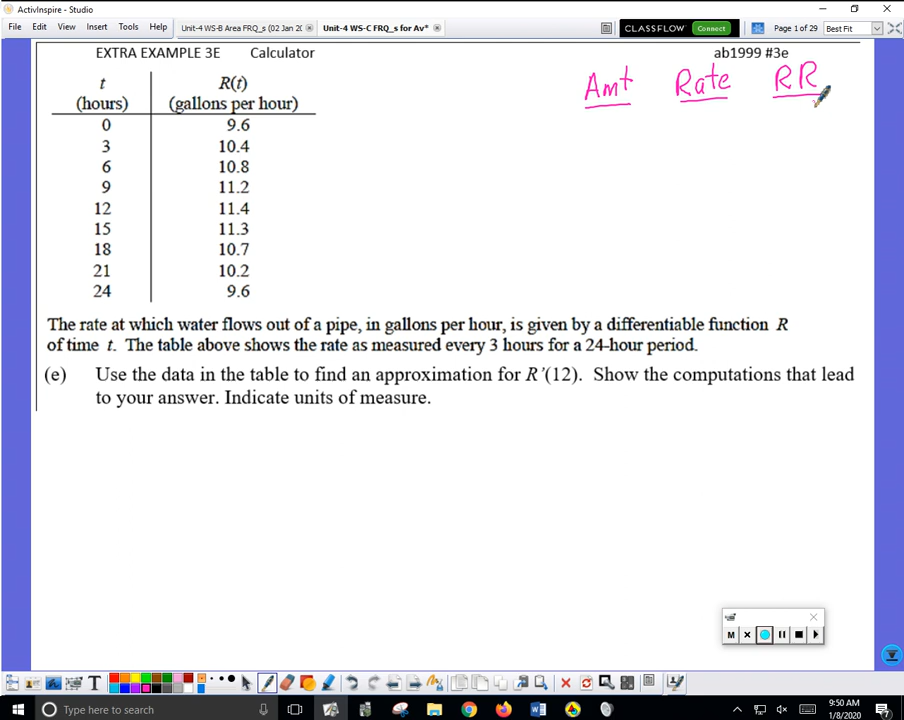 ActivInspire - Studio
File Edit View Insert Tools Help
Unit-4 WS-B Area FRQ_s (02 Jan 20
Unit-4 WS-C FRQ_s for Av*
CLASSFLOW Connect
Page 1 of 29
Best Fit
EXTRA EXAMPLE 3E Calculator
ab1999 #3e
Amt Rate RR
t R(t)
(hours) (gallons per hour)
0 9.6
3 10.4
6 10.8
9 11.2
12 11.4
15 11.3
18 10.7
21 10.2
24 9.6
The rate at which water flows out of a pipe, in gallons per hour, is given by a differentiable function R
of time t. The table above shows the rate as measured every 3 hours for a 24-hour period.
(e) Use the data in the table to find an approximation for R'(12). Show the computations that lead
to your answer. Indicate units of measure.
M
T
Type here to search
9:50 AM
1/8/2020